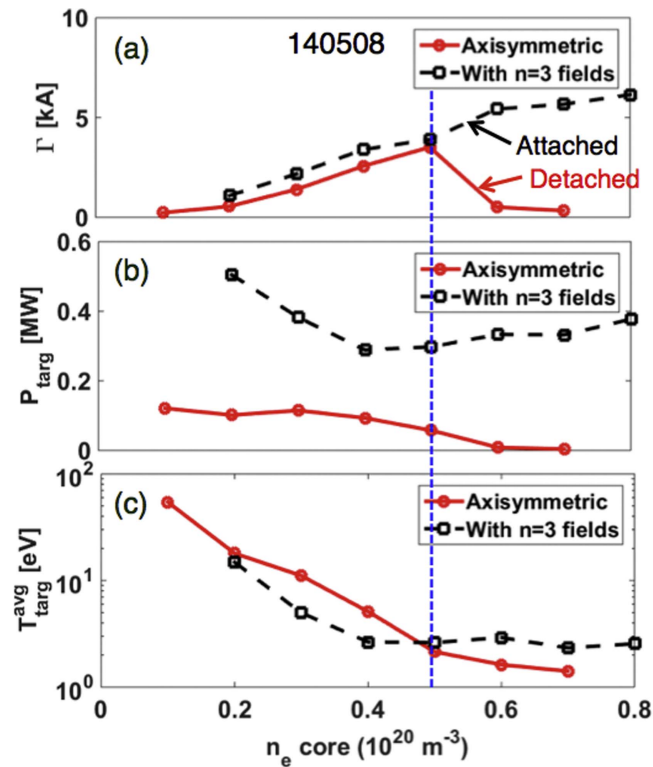 10
(a)
140508
Axisymmetric
With n=3 fields
Γ [kA]
5
Attached
Detached
0
0.6
(b)
Axisymmetric
With n=3 fields
P_targ [MW]
0.4
0.2
0
10^2
(c)
Axisymmetric
With n=3 fields
T_targ^avg [eV]
10^1
10^0
0 0.2 0.4 0.6 0.8
n_e core (10^20 m^-3)